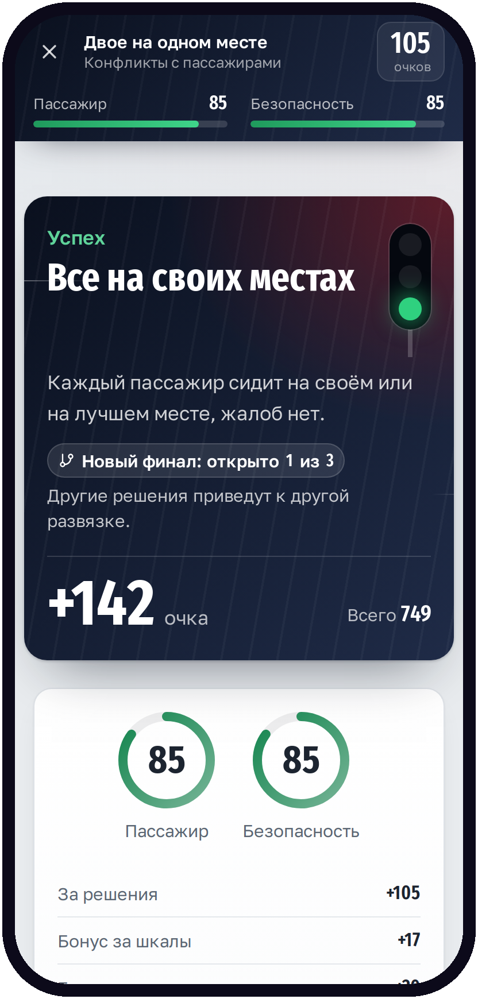 Двое на одном месте
Конфликты с пассажирами
105
очков
Пассажир 85
Безопасность 85
Успех
Все на своих местах
Каждый пассажир сидит на своём или
на лучшем месте, жалоб нет.
Новый финал: открыто 1 из 3
Другие решения приведут к другой
развязке.
+142 очка
Всего 749
85
Пассажир
85
Безопасность
За решения +105
Бонус за шкалы +17